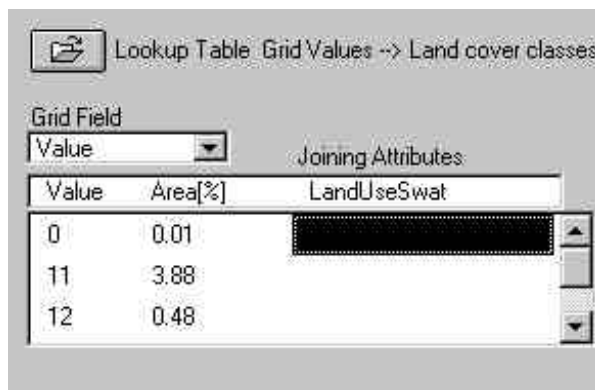 Lookup Table Grid Values --> Land cover classes
Grid Field
Value
Joining Attributes
Value Area[%] LandUseSwat
0 0.01
11 3.88
12 0.48